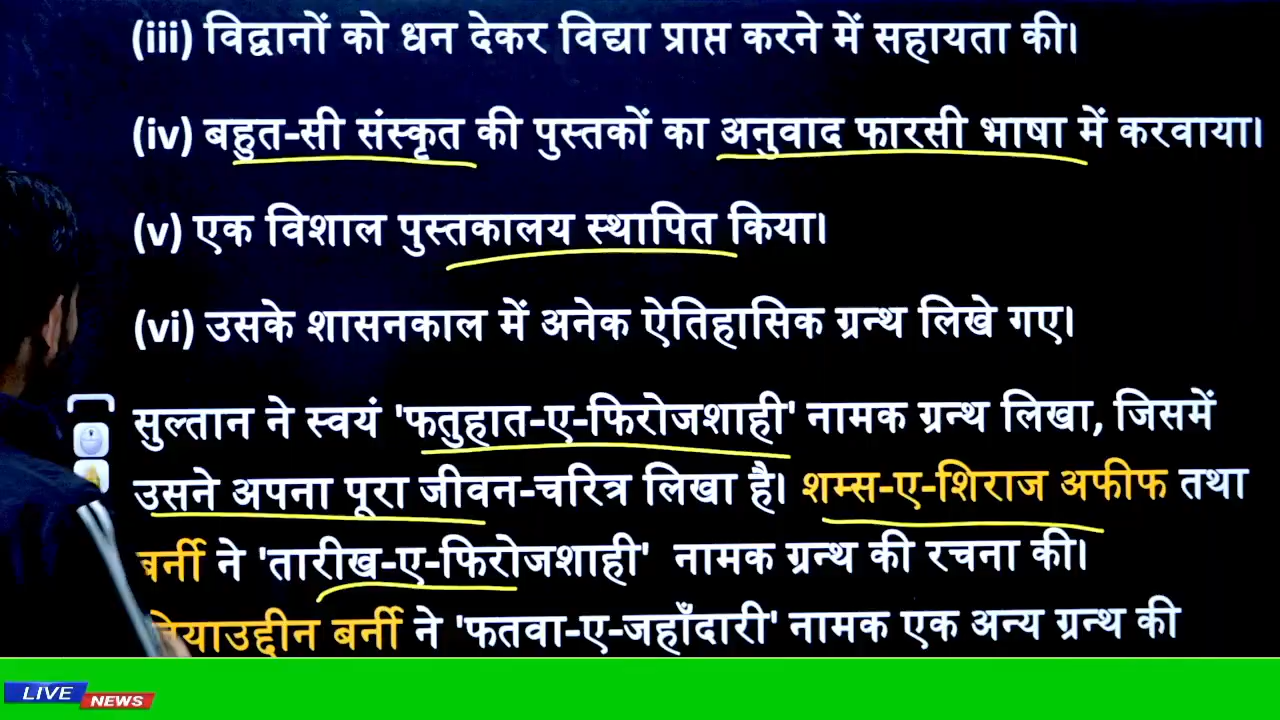 (iii) विद्वानों को धन देकर विद्या प्राप्त करने में सहायता की।
(iv) बहुत-सी संस्कृत की पुस्तकों का अनुवाद फारसी भाषा में करवाया।
(v) एक विशाल पुस्तकालय स्थापित किया।
(vi) उसके शासनकाल में अनेक ऐतिहासिक ग्रन्थ लिखे गए।
सुल्तान ने स्वयं 'फतुहात-ए-फिरोजशाही' नामक ग्रन्थ लिखा, जिसमें
उसने अपना पूरा जीवन-चरित्र लिखा है। शम्स-ए-शिराज अफीफ तथा
बर्नी ने 'तारीख-ए-फिरोजशाही' नामक ग्रन्थ की रचना की।
बर्नी ने 'फतवा-ए-जहाँदारी' नामक एक अन्य ग्रन्थ की
LIVE NEWS